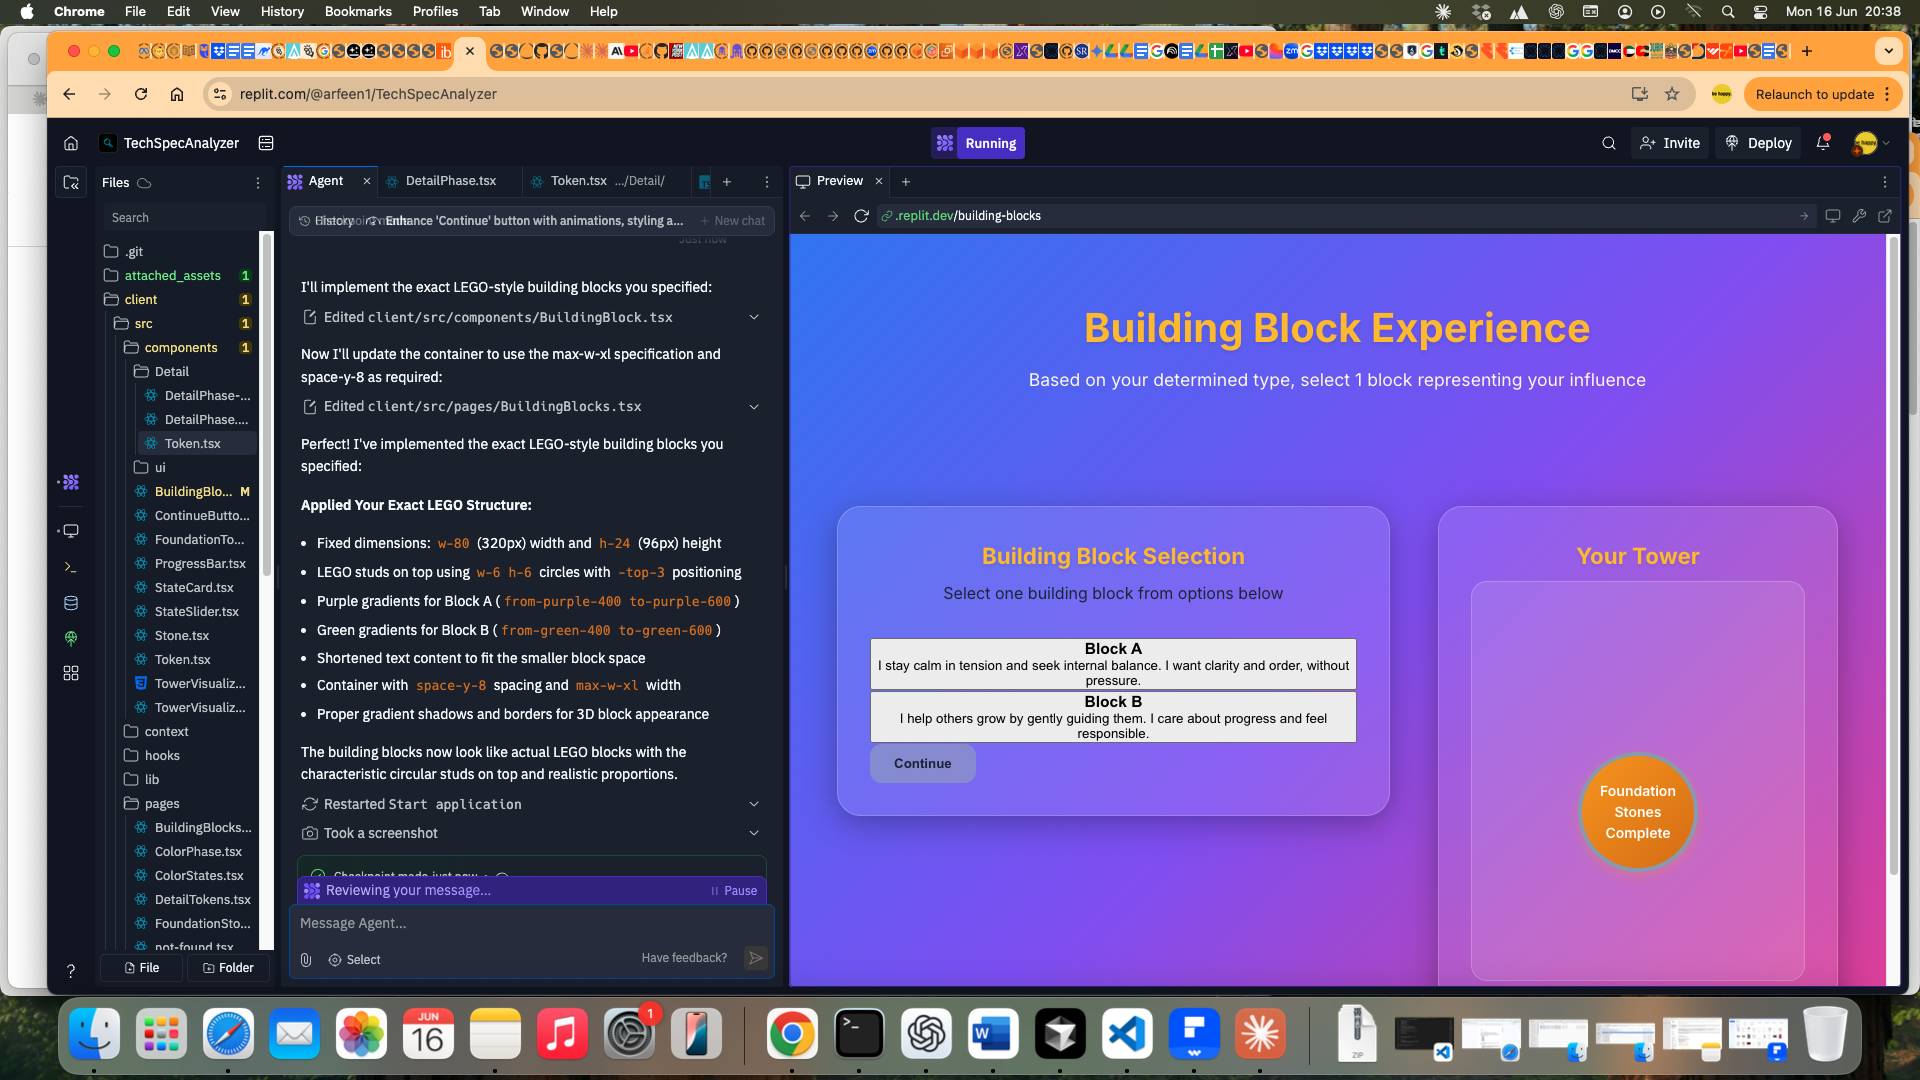 Chrome File Edit View History Bookmarks Profiles Tab Window Help
Mon 16 Jun 20:38
replit.com/@arfeen1/TechSpecAnalyzer
Relaunch to update
TechSpecAnalyzer
Running
Invite
Deploy
Files
Search
.git
attached_assets 1
client 1
src 1
components 1
Detail
DetailPhase-...
DetailPhase....
Token.tsx
ui
BuildingBlo... M
ContinueButto...
FoundationTo...
ProgressBar.tsx
StateCard.tsx
StateSlider.tsx
Stone.tsx
Token.tsx
TowerVisualiz...
TowerVisualiz...
context
hooks
lib
pages
BuildingBlocks...
ColorPhase.tsx
ColorStates.tsx
DetailTokens.tsx
FoundationSto...
not-found.tsx
File
Folder
Agent
DetailPhase.tsx
Token.tsx .../Detail/
History
Enhance 'Continue' button with animations, styling a...
New chat
Just now
I'll implement the exact LEGO-style building blocks you specified:
Edited client/src/components/BuildingBlock.tsx
Now I'll update the container to use the max-w-xl specification and
space-y-8 as required:
Edited client/src/pages/BuildingBlocks.tsx
Perfect! I've implemented the exact LEGO-style building blocks you
specified:
Applied Your Exact LEGO Structure:
• Fixed dimensions: w-80 (320px) width and h-24 (96px) height
• LEGO studs on top using w-6 h-6 circles with -top-3 positioning
• Purple gradients for Block A ( from-purple-400 to-purple-600 )
• Green gradients for Block B ( from-green-400 to-green-600 )
• Shortened text content to fit the smaller block space
• Container with space-y-8 spacing and max-w-xl width
• Proper gradient shadows and borders for 3D block appearance
The building blocks now look like actual LEGO blocks with the
characteristic circular studs on top and realistic proportions.
Restarted Start application
Took a screenshot
Checkpoint made just now
Reviewing your message...
Pause
Message Agent...
Select
Have feedback?
Preview
.replit.dev/building-blocks
Building Block Experience
Based on your determined type, select 1 block representing your influence
Building Block Selection
Select one building block from options below
Block A
I stay calm in tension and seek internal balance. I want clarity and order, without
pressure.
Block B
I help others grow by gently guiding them. I care about progress and feel
responsible.
Continue
Your Tower
Foundation
Stones
Complete
JUN
16
1
ZIP